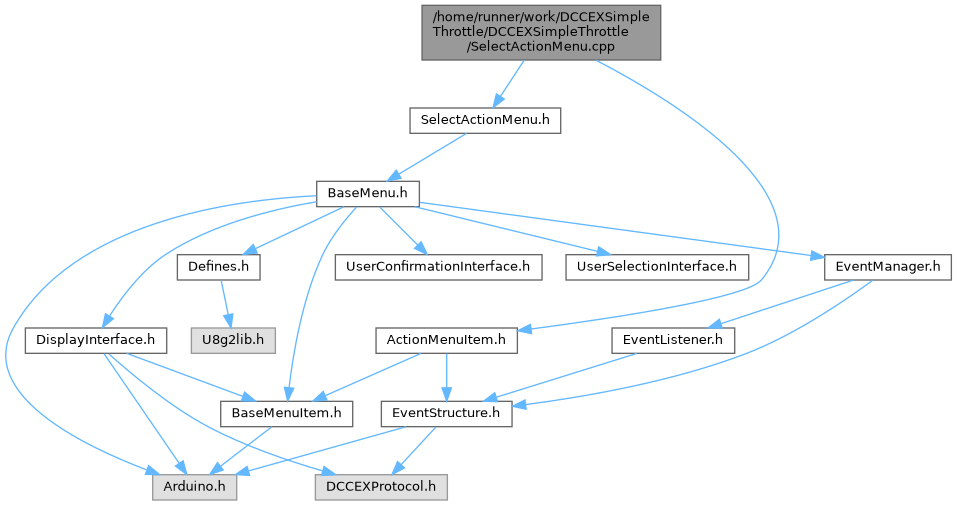 /home/runner/work/DCCEXSimple
Throttle/DCCEXSimpleThrottle
/SelectActionMenu.cpp
SelectActionMenu.h
BaseMenu.h
Defines.h
UserConfirmationInterface.h
UserSelectionInterface.h
EventManager.h
DisplayInterface.h
U8g2lib.h
ActionMenuItem.h
EventListener.h
BaseMenuItem.h
EventStructure.h
Arduino.h
DCCEXProtocol.h